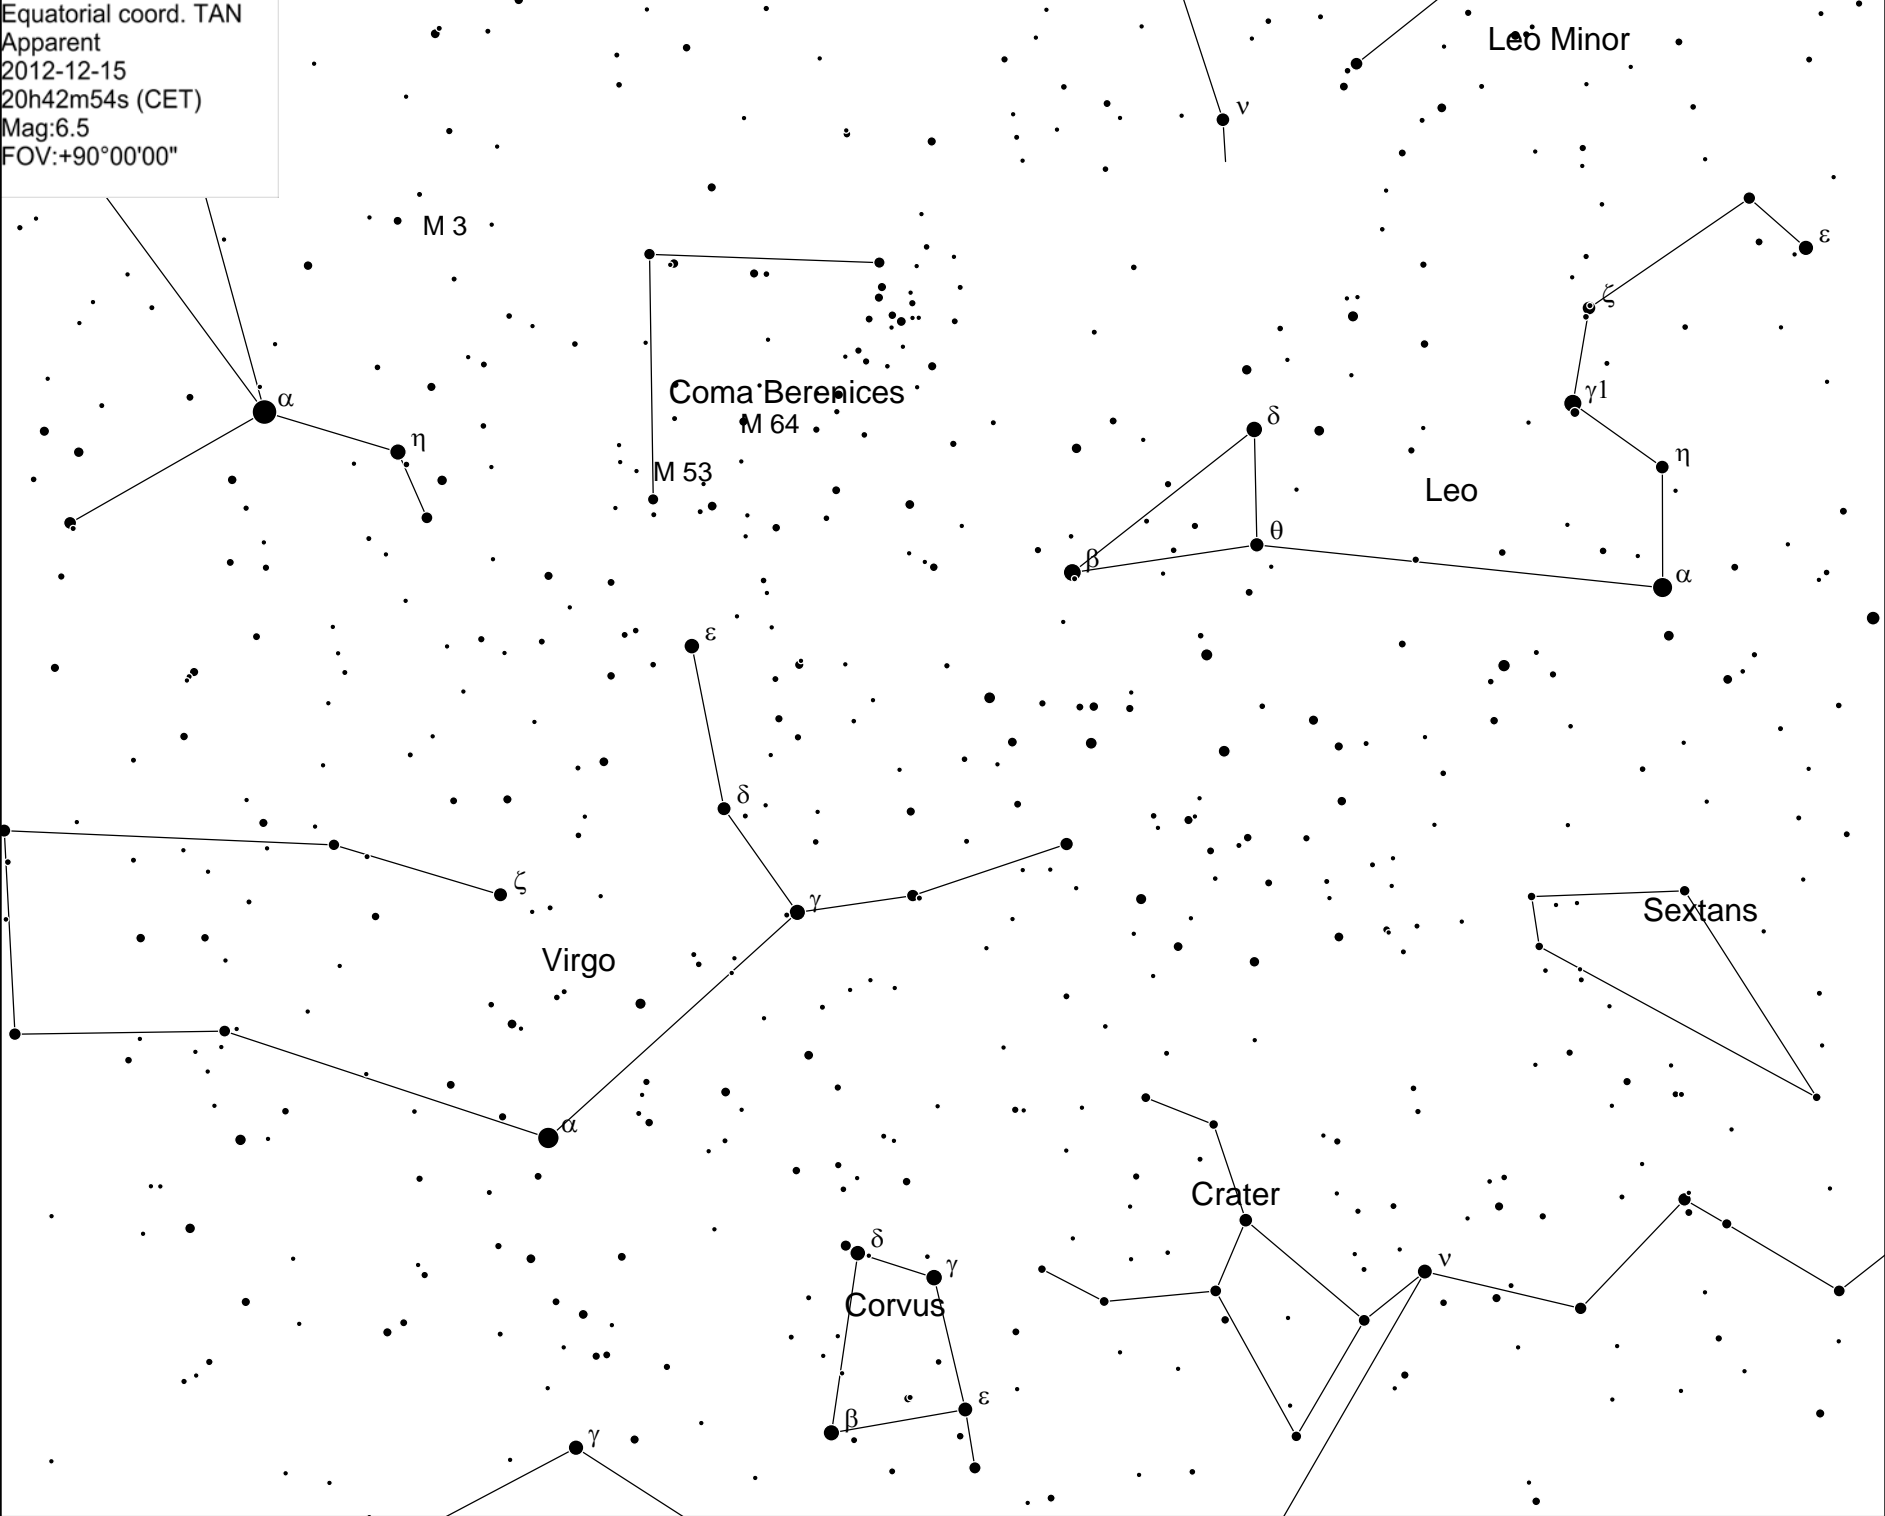 Equatorial coord. TAN
Apparent
2012-12-15
20h42m54s (CET)
Mag:6.5
FOV:+90°00'00"
Leo Minor
ν
M 3
ε
ζ
Coma Berenices
α
γ1
M 64
δ
η
η
M 53
Leo
θ
β
α
ε
δ
ζ
γ
Sextans
Virgo
α
Crater
δ
γ
ν
Corvus
ε
β
γ